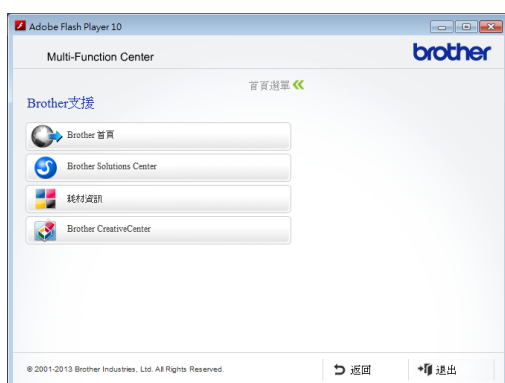 Adobe Flash Player 10
Multi-Function Center
brother
首頁選單
Brother支援
Brother 首頁
Brother Solutions Center
耗材資訊
Brother CreativeCenter
© 2001-2013 Brother Industries, Ltd. All Rights Reserved.
返回
退出